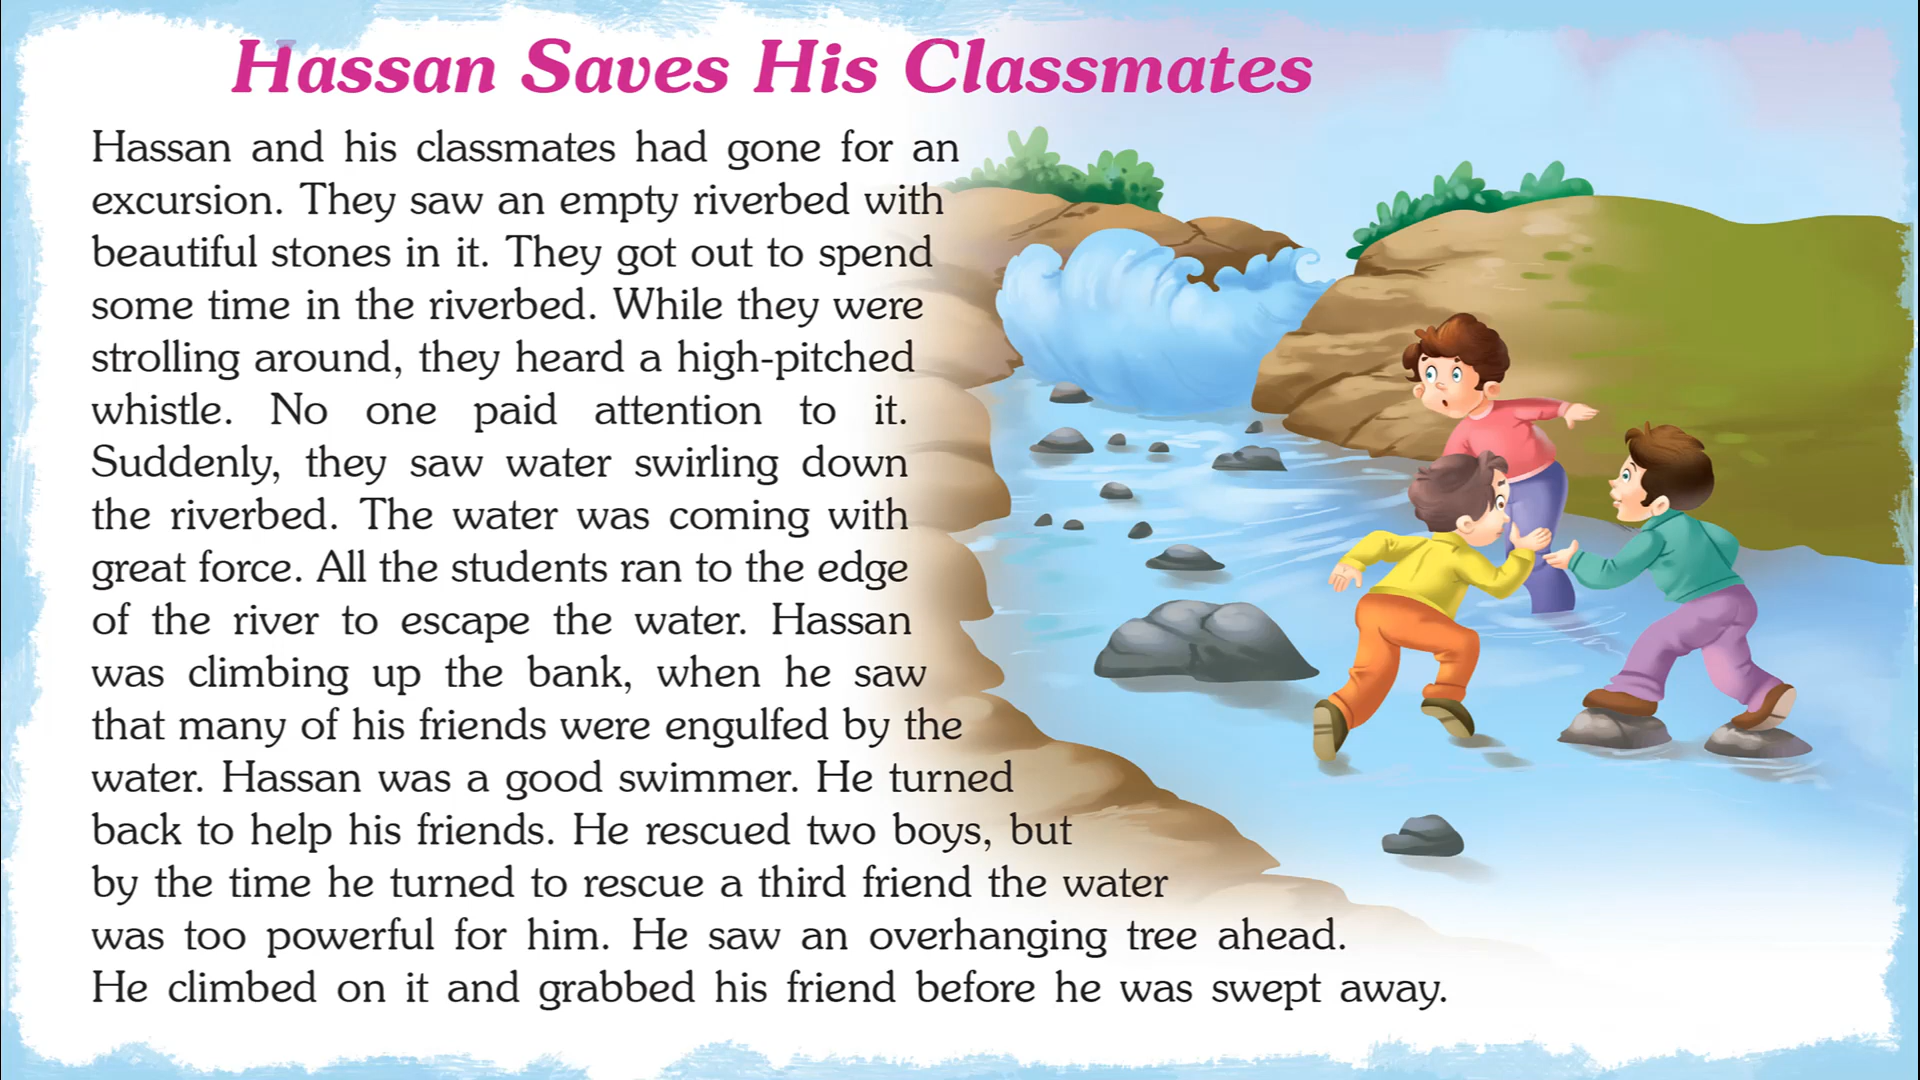 Hassan Saves His Classmates
Hassan and his classmates had gone for an
excursion. They saw an empty riverbed with
beautiful stones in it. They got out to spend
some time in the riverbed. While they were
strolling around, they heard a high-pitched
whistle. No one paid attention to it.
Suddenly, they saw water swirling down
the riverbed. The water was coming with
great force. All the students ran to the edge
of the river to escape the water. Hassan
was climbing up the bank, when he saw
that many of his friends were engulfed by the
water. Hassan was a good swimmer. He turned
back to help his friends. He rescued two boys, but
by the time he turned to rescue a third friend the water
was too powerful for him. He saw an overhanging tree ahead.
He climbed on it and grabbed his friend before he was swept away.